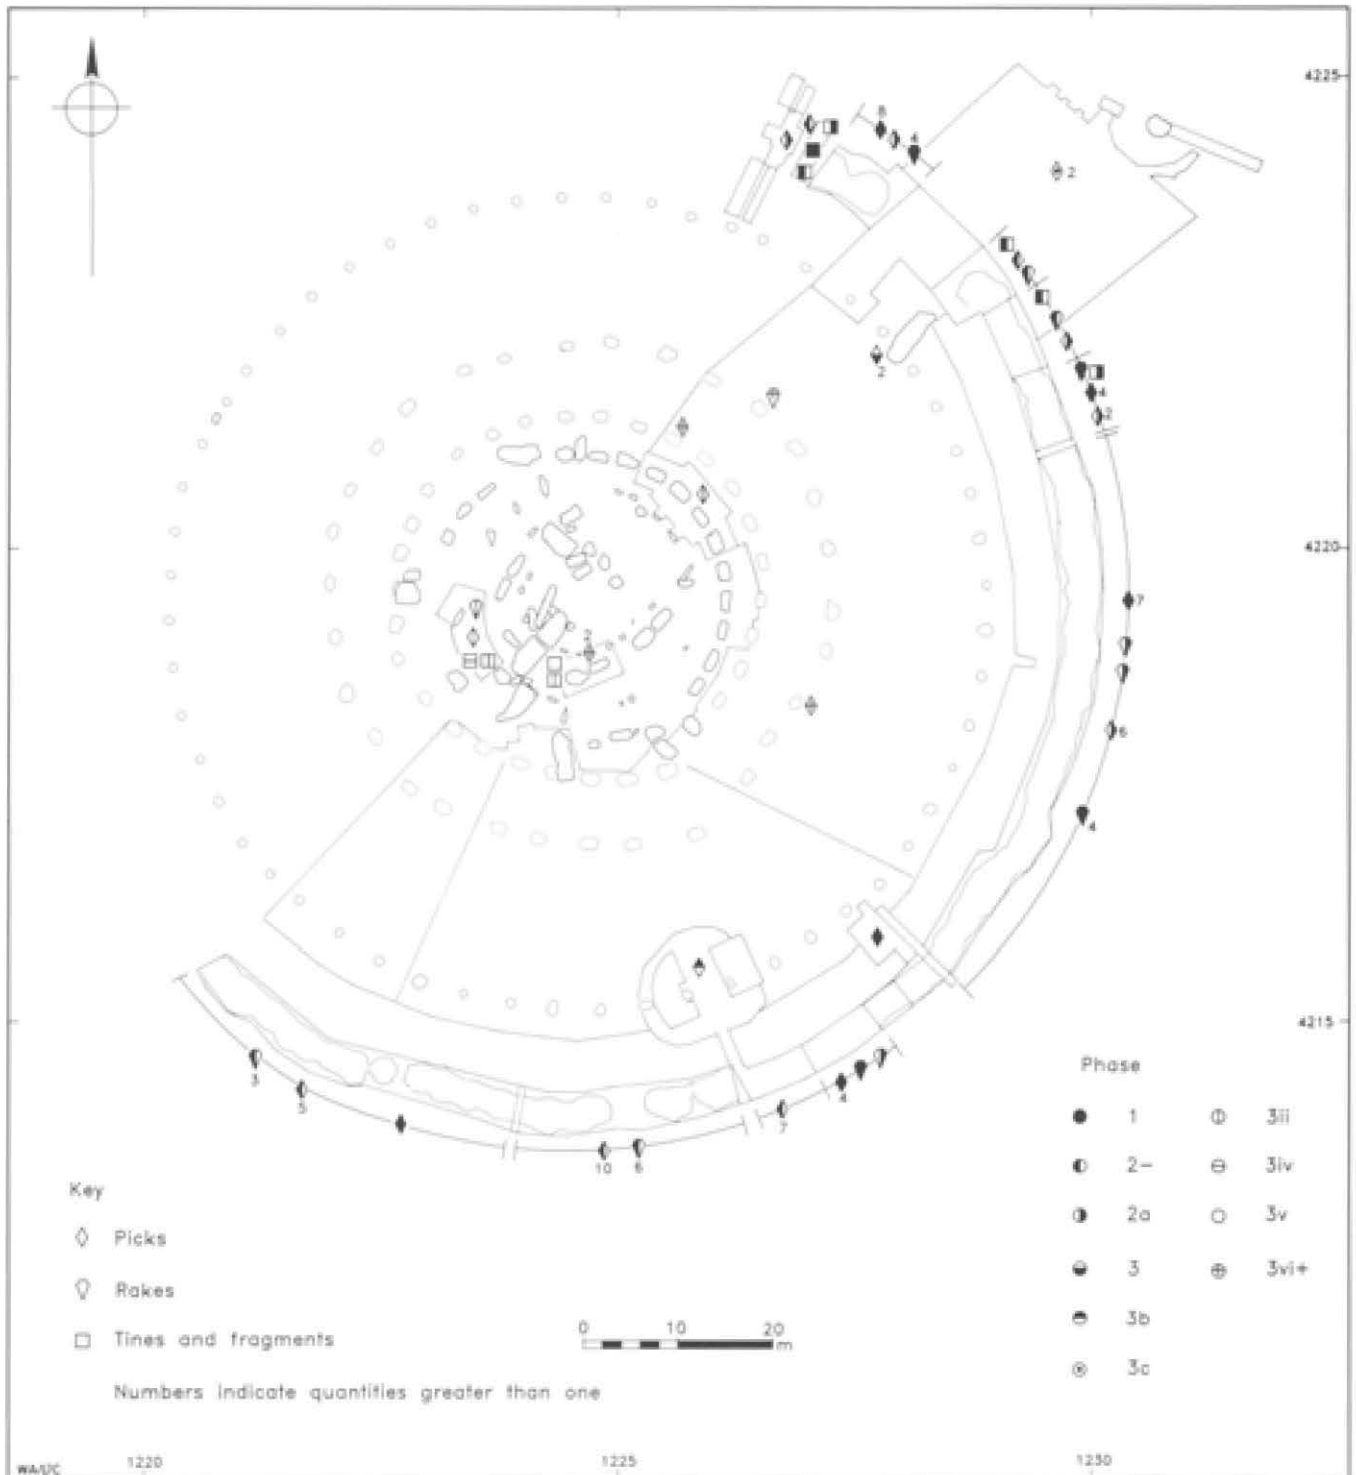 4225
8
4
2
4
2
2
4220
2
7
6
4
4215
3
5
10
6
7
4
Phase
1 3ii
2- 3iv
2a 3v
3 3vi+
3b
3c
Key
Picks
Rakes
Tines and fragments
Numbers indicate quantities greater than one
0 10 20
m
1220 1225 1230